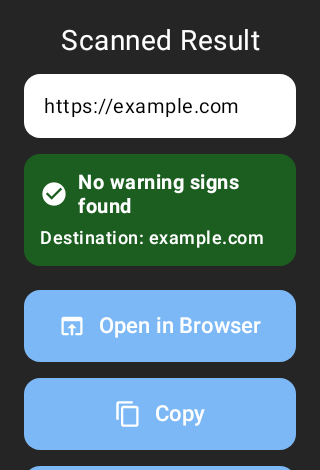 Scanned Result
https://example.com
No warning signs
found
Destination: example.com
Open in Browser
Copy